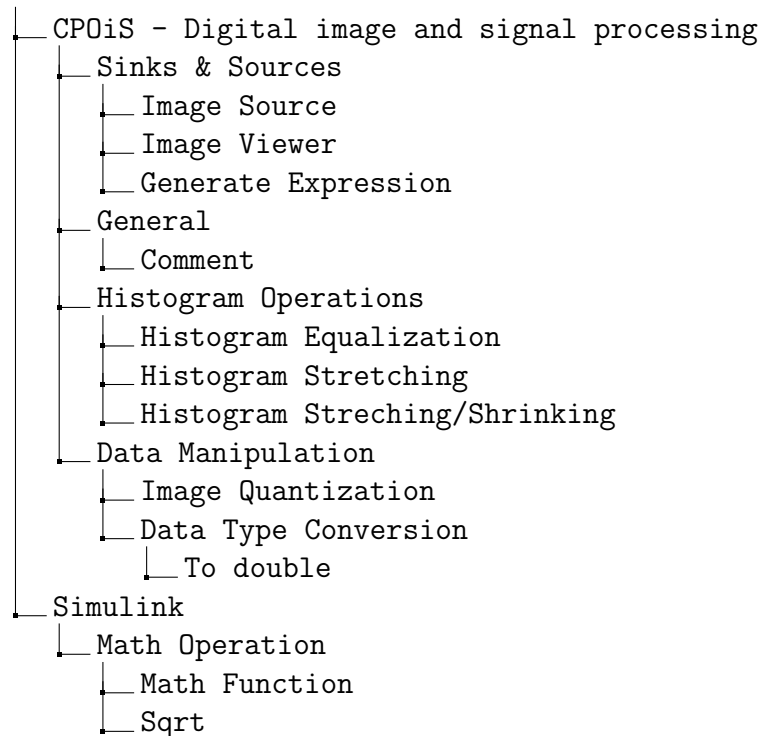 CPOiS - Digital image and signal processing
Sinks & Sources
Image Source
Image Viewer
Generate Expression
General
Comment
Histogram Operations
Histogram Equalization
Histogram Stretching
Histogram Streching/Shrinking
Data Manipulation
Image Quantization
Data Type Conversion
To double
Simulink
Math Operation
Math Function
Sqrt